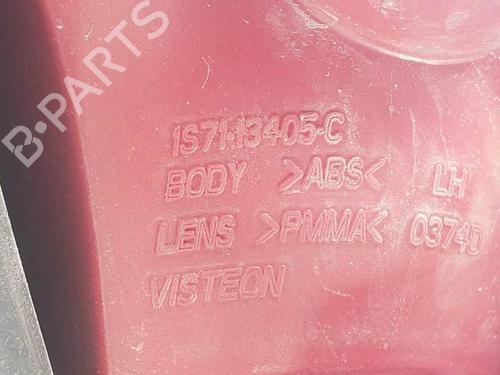 B-PARTS
1S71-13405-C
BODY >ABS< LH
LENS >PMMA< 0374D
VISTEON